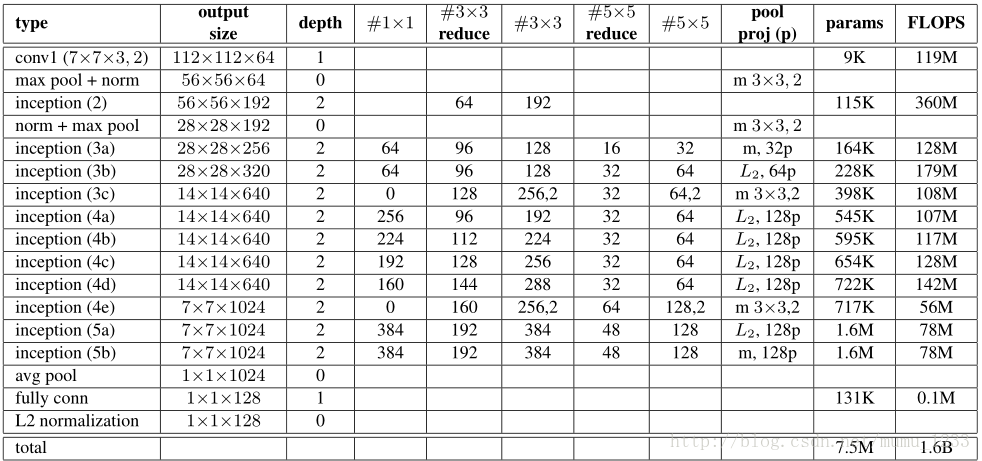 type output size depth #1×1 #3×3 reduce #3×3 #5×5 reduce #5×5 pool proj (p) params FLOPS
conv1 (7×7×3, 2) 112×112×64 1 9K 119M
max pool + norm 56×56×64 0 m 3×3, 2
inception (2) 56×56×192 2 64 192 115K 360M
norm + max pool 28×28×192 0 m 3×3, 2
inception (3a) 28×28×256 2 64 96 128 16 32 m, 32p 164K 128M
inception (3b) 28×28×320 2 64 96 128 32 64 L2, 64p 228K 179M
inception (3c) 14×14×640 2 0 128 256,2 32 64,2 m 3×3,2 398K 108M
inception (4a) 14×14×640 2 256 96 192 32 64 L2, 128p 545K 107M
inception (4b) 14×14×640 2 224 112 224 32 64 L2, 128p 595K 117M
inception (4c) 14×14×640 2 192 128 256 32 64 L2, 128p 654K 128M
inception (4d) 14×14×640 2 160 144 288 32 64 L2, 128p 722K 142M
inception (4e) 7×7×1024 2 0 160 256,2 64 128,2 m 3×3,2 717K 56M
inception (5a) 7×7×1024 2 384 192 384 48 128 L2, 128p 1.6M 78M
inception (5b) 7×7×1024 2 384 192 384 48 128 m, 128p 1.6M 78M
avg pool 1×1×1024 0
fully conn 1×1×128 1 131K 0.1M
L2 normalization 1×1×128 0
total 7.5M 1.6B